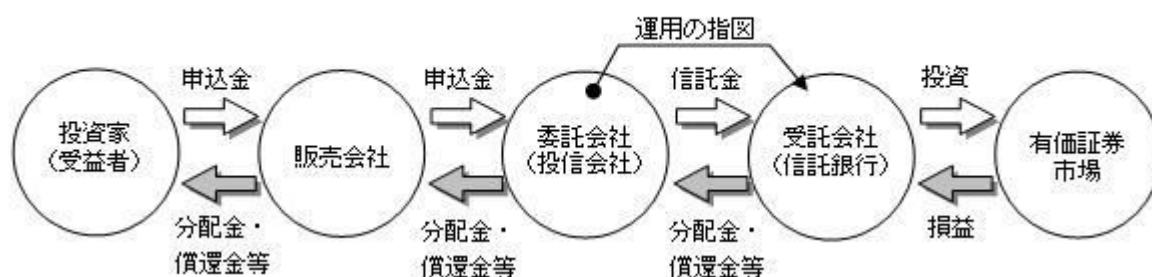 運用の指図
申込金
申込金
信託金
投資
投資家
（受益者）
販売会社
委託会社
（投信会社）
受託会社
（信託銀行）
有価証券
市場
分配金・
償還金等
分配金・
償還金等
分配金・
償還金等
損益